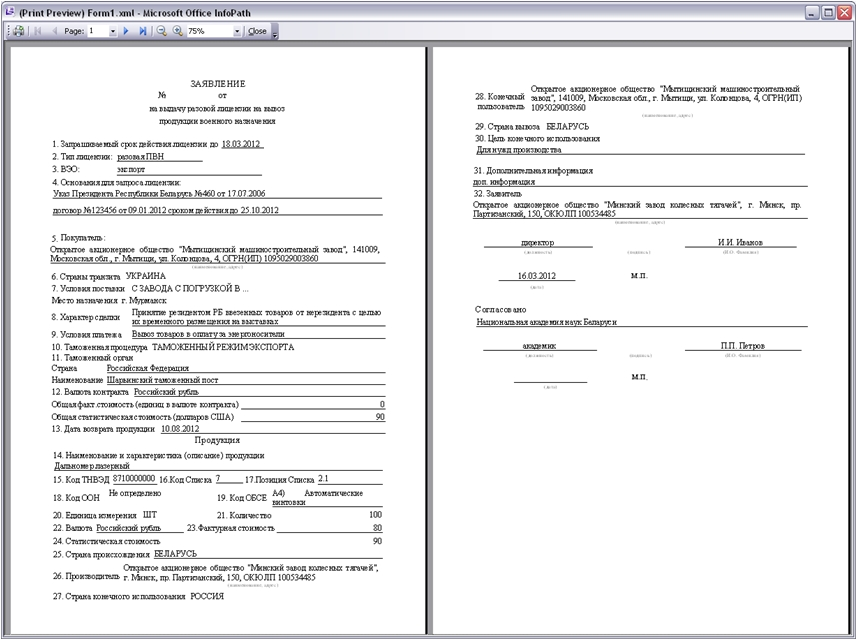 (Print Preview) Form1.xml - Microsoft Office InfoPath
Page: 1 75% Close
ЗАЯВЛЕНИЕ
№ от
на выдачу разовой лицензии на вывоз
продукции военного назначения
1. Запрашиваемый срок действия лицензии до 18.03.2012
2. Тип лицензии: разовая ПВН
3. ВЭО: экспорт
4. Основания для запроса лицензии:
Указ Президента Республики Беларусь №460 от 17.07.2006
договор №123456 от 09.01.2012 сроком действия до 25.10.2012
5. Покупатель:
Открытое акционерное общество "Мытищинский машиностроительный завод", 141009,
Московская обл., г. Мытищи, ул. Колонцова, 4, ОГРН(ИП) 1095029003860
(наименование, адрес)
6. Страны транзита УКРАИНА
7. Условия поставки С ЗАВОДА С ПОГРУЗКОЙ В ...
Место назначения г. Мурманск
8. Характер сделки Принятие резидентом РБ ввезенных товаров от нерезидента с целью
их временного размещения на выставках
9. Условия платежа Вывоз товаров в оплату за энергоносители
10. Таможенная процедура ТАМОЖЕННЫЙ РЕЖИМ ЭКСПОРТА
11. Таможенный орган
Страна Российская Федерация
Наименование Шарьинский таможенный пост
12. Валюта контракта Российский рубль
Общая факт.стоимость (единиц в валюте контракта) 0
Общая статистическая стоимость (долларов США) 90
13. Дата возврата продукции 10.08.2012
Продукция
14. Наименование и характеристика (описание) продукции
Дальномер лазерный
15. Код ТНВЭД 8710000000 16.Код Списка 7 17.Позиция Списка 2.1
18. Код ООН Не определено 19. Код ОБСЕ А4) Автоматические
винтовки
20. Единица измерения ШТ 21. Количество 100
22. Валюта Российский рубль 23.Фактурная стоимость 80
24. Статистическая стоимость 90
25. Страна происхождения БЕЛАРУСЬ
26. Производитель Открытое акционерное общество "Минский завод колесных тягачей",
г. Минск, пр. Партизанский, 150, ОКЮЛП 100534485
(наименование, адрес)
27. Страна конечного использования РОССИЯ
28. Конечный пользователь Открытое акционерное общество "Мытищинский машиностроительный
завод", 141009, Московская обл., г. Мытищи, ул. Колонцова, 4, ОГРН(ИП)
1095029003860
(наименование, адрес)
29. Страна вывоза БЕЛАРУСЬ
30. Цель конечного использования
Для нужд производства
31. Дополнительная информация
доп. информация
32. Заявитель
Открытое акционерное общество "Минский завод колесных тягачей", г. Минск, пр.
Партизанский, 150, ОКЮЛП 100534485
(наименование, адрес)
директор И.И. Иванов
(должность) (подпись) (И.О. Фамилия)
16.03.2012 М.П.
(дата)
Согласовано
Национальная академия наук Беларуси
академик П.П. Петров
(должность) (подпись) (И.О. Фамилия)
М.П.
(дата)